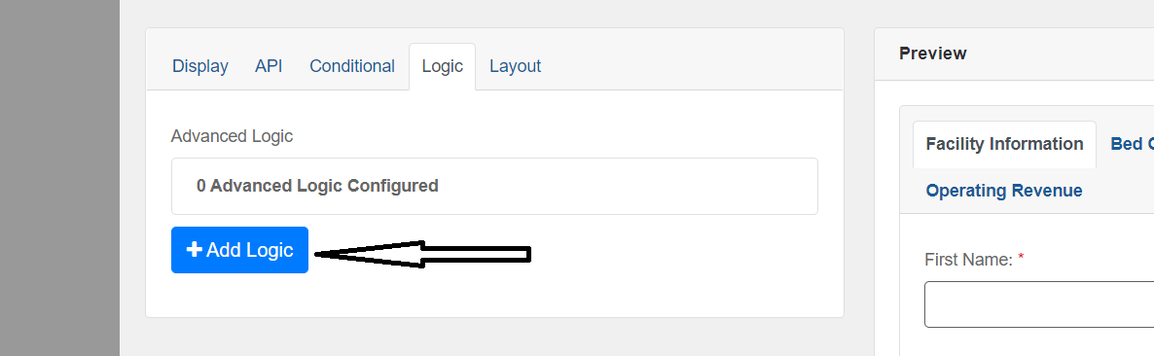 Display API Conditional Logic Layout
Advanced Logic
0 Advanced Logic Configured
Add Logic
Preview
Facility Information Bed
Operating Revenue
First Name: *